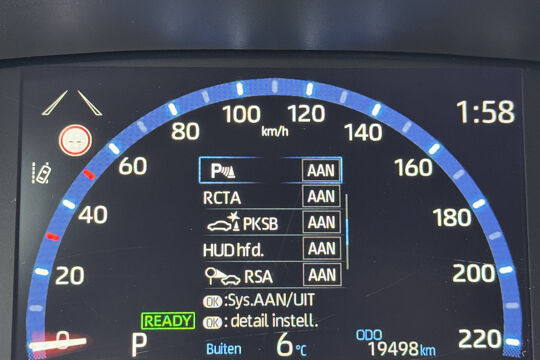 1:58
100 120
80 km/h 140
60 160
P AAN
RCTA AAN
40 PKSB AAN 180
HUD hfd. AAN
20 RSA AAN 200
OK :Sys.AAN/UIT
READY OK : detail instell.
0 P Buiten 6 °C ODO 19498 km 220